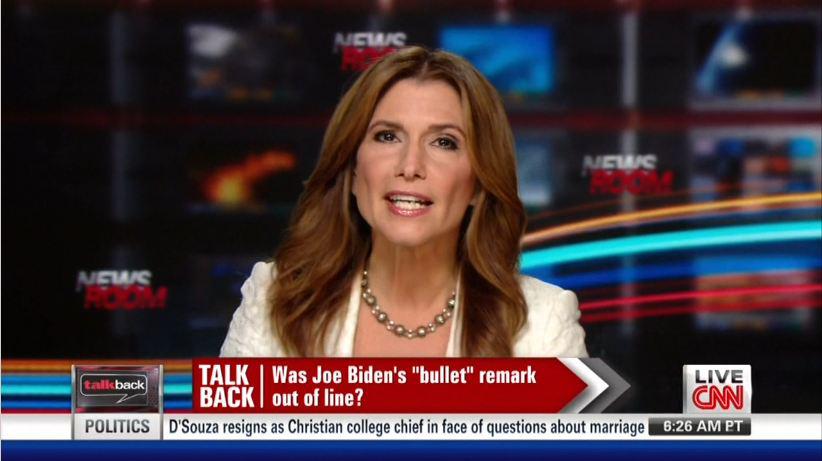 NEWS
ROOM
NEWS
ROOM
NEWS
ROOM
talkback
TALK
BACK
Was Joe Biden's "bullet" remark
out of line?
LIVE
CNN
POLITICS
D'Souza resigns as Christian college chief in face of questions about marriage
6:26 AM PT